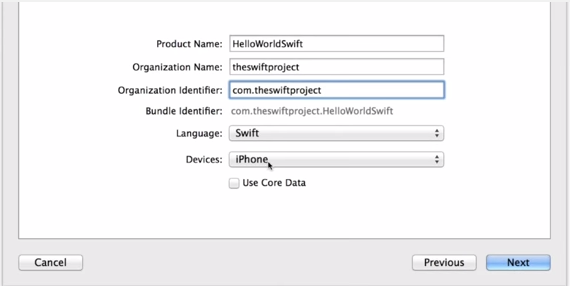 Product Name: HelloWorldSwift
Organization Name: theswiftproject
Organization Identifier: com.theswiftproject
Bundle Identifier: com.theswiftproject.HelloWorldSwift
Language: Swift
Devices: iPhone
Use Core Data
Cancel Previous Next